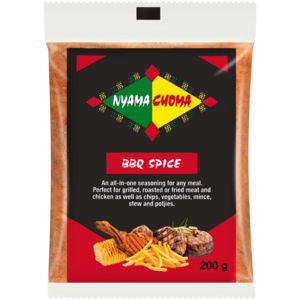 NYAMA CHOMA
BBQ SPICE
An all-in-one seasoning for any meal.
Perfect for grilled, roasted or fried meat and
chicken as well as chips, vegetables, mince,
stew and potjies.
200 g